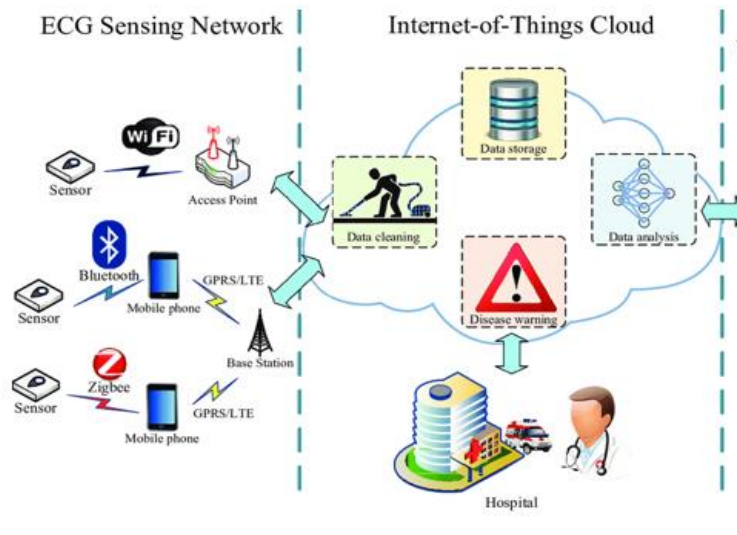 ECG Sensing Network
Internet-of-Things Cloud
WiFi
Sensor
Access Point
Bluetooth
Sensor
Mobile phone
GPRS/LTE
Base Station
Zigbee
Sensor
Mobile phone
GPRS/LTE
Data storage
Data cleaning
Data analysis
Disease warning
Hospital